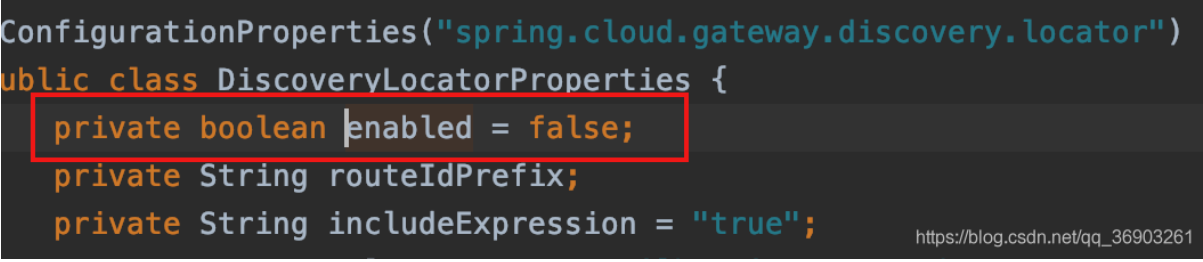 ConfigurationProperties("spring.cloud.gateway.discovery.locator")
ublic class DiscoveryLocatorProperties {
private boolean enabled = false;
private String routeIdPrefix;
private String includeExpression = "true";
https://blog.csdn.net/qq_36903261